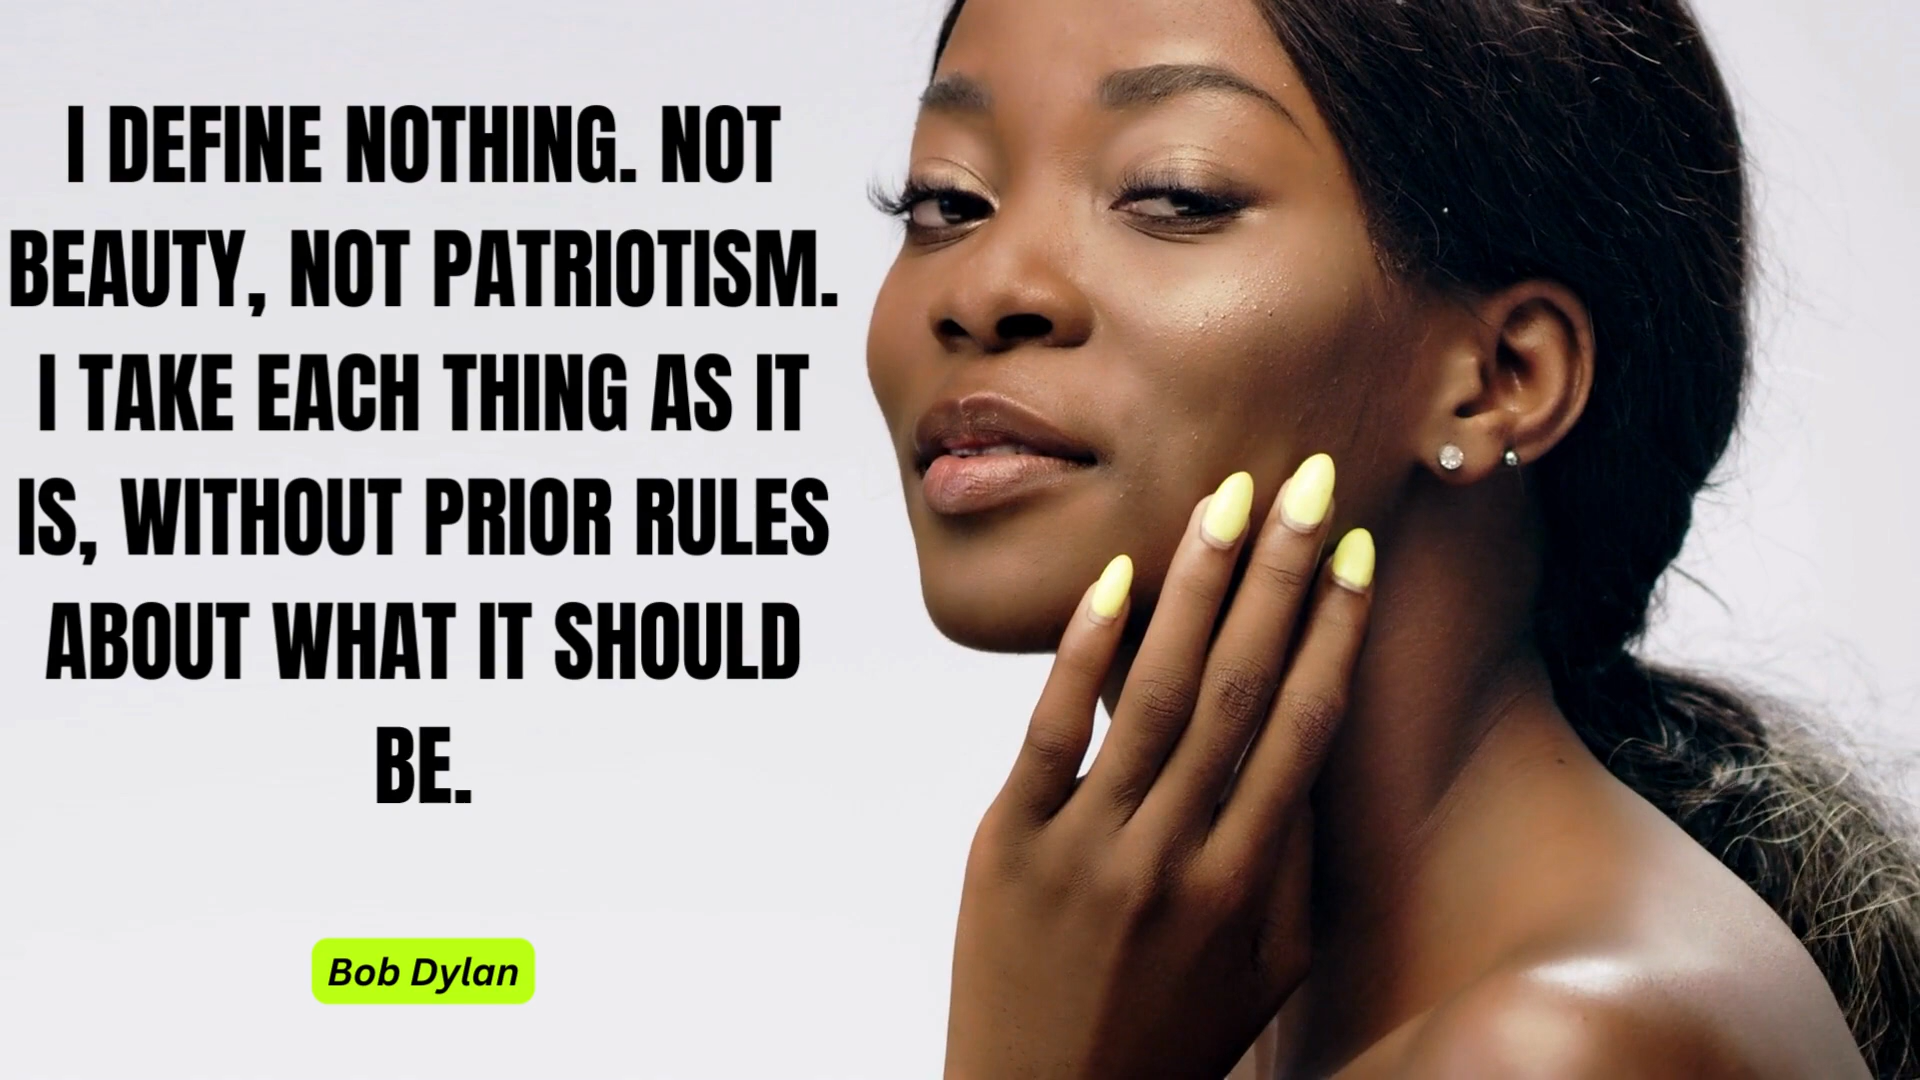 I DEFINE NOTHING. NOT
BEAUTY, NOT PATRIOTISM.
I TAKE EACH THING AS IT
IS, WITHOUT PRIOR RULES
ABOUT WHAT IT SHOULD
BE.
Bob Dylan